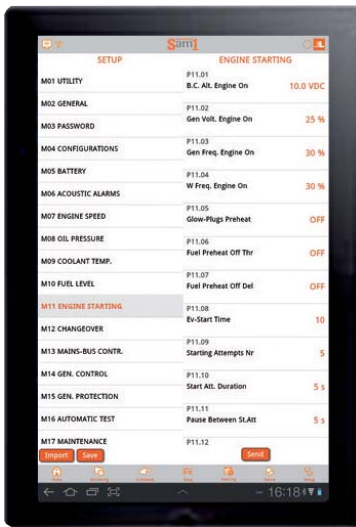 Sam1
SETUP
M01 UTILITY
M02 GENERAL
M03 PASSWORD
M04 CONFIGURATIONS
M05 BATTERY
M06 ACOUSTIC ALARMS
M07 ENGINE SPEED
M08 OIL PRESSURE
M09 COOLANT TEMP.
M10 FUEL LEVEL
M11 ENGINE STARTING
M12 CHANGEOVER
M13 MAINS-BUS CONTR.
M14 GEN. CONTROL
M15 GEN. PROTECTION
M16 AUTOMATIC TEST
M17 MAINTENANCE
Import Save
ENGINE STARTING
P11.01
B.C. Alt. Engine On 10.0 VDC
P11.02
Gen Volt. Engine On 25 %
P11.03
Gen Freq. Engine On 30 %
P11.04
W Freq. Engine On 30 %
P11.05
Glow-Plugs Preheat OFF
P11.06
Fuel Preheat Off Thr OFF
P11.07
Fuel Preheat Off Del OFF
P11.08
Ev-Start Time 10
P11.09
Starting Attempts Nr 5
P11.10
Start Att. Duration 5 s
P11.11
Pause Between St.Att 5 s
P11.12
Send
16:18